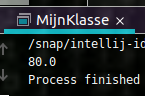 MijnKlasse ×
/snap/intellij-id
80.0
Process finished